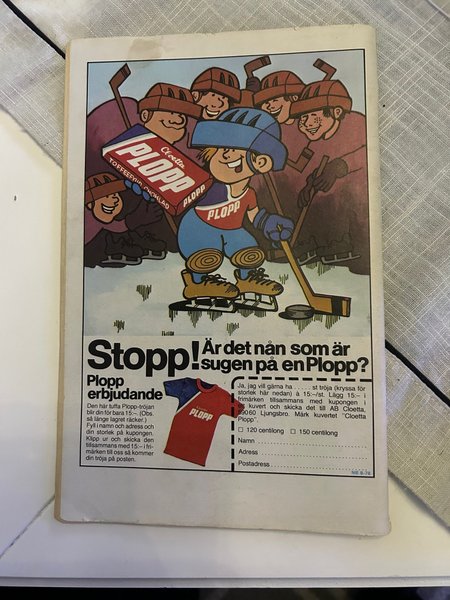 Cloetta
PLOPP
PLOPP
TOFFEEFYLLD CHOKLAD
PLOPP
Stopp! Är det nån som är
sugen på en Plopp?
Plopp
erbjudande
Den här tuffa Plopp-tröjan
blir din för bara 15:-. (Obs
så länge lagret räcker.)
Fyll i namn och adress och
din storlek på kupongen.
Klipp ur och skicka den
tillsammans med 15:- i fri-
märken till oss så kommer
din tröja på posten.
PLOPP
Ja, jag vill gärna ha ..... st tröja (kryssa för
storlek här nedan) à 15:-/st. Lägg 15:- i
frimärken tillsammans med kupongen i
ett kuvert och skicka det till AB Cloetta,
59060 Ljungsbro. Märk kuvertet "Cloetta
Plopp".
☐ 120 centilong ☐ 150 centilong
Namn
Adress
Postadress